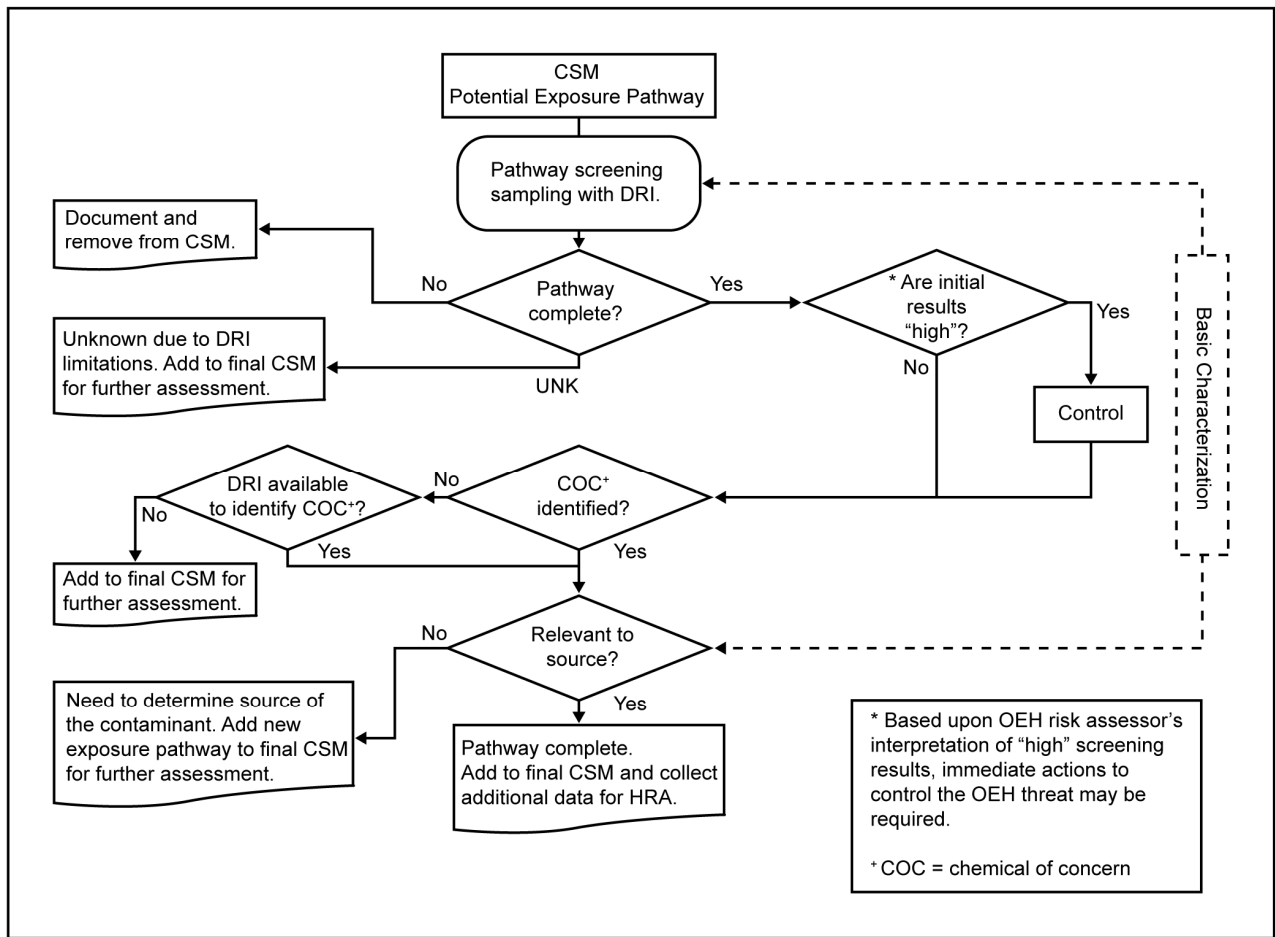 CSM
Potential Exposure Pathway
Pathway screening
sampling with DRI.
Document and
remove from CSM.
No
Pathway
complete?
Yes
* Are initial
results
“high”?
Yes
No
Unknown due to DRI
limitations. Add to final CSM
for further assessment.
UNK
Control
Basic Characterization
DRI available
to identify COC⁺?
No
COC⁺
identified?
No
Yes
Yes
Add to final CSM for
further assessment.
No
Relevant to
source?
Yes
Need to determine source of
the contaminant. Add new
exposure pathway to final CSM
for further assessment.
Pathway complete.
Add to final CSM and collect
additional data for HRA.
* Based upon OEH risk assessor’s
interpretation of “high” screening
results, immediate actions to
control the OEH threat may be
required.
⁺ COC = chemical of concern